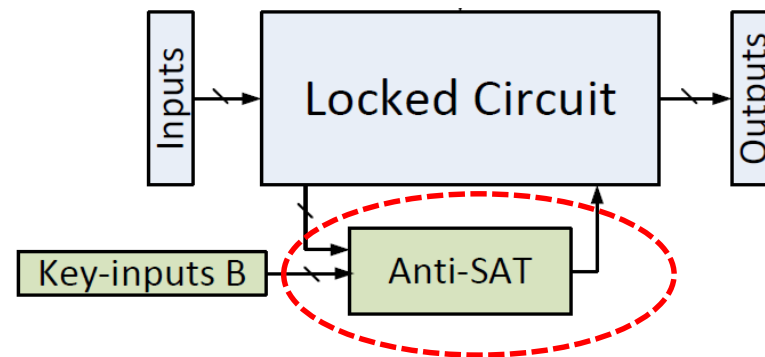 Inputs
Locked Circuit
Outputs
Key-inputs B
Anti-SAT